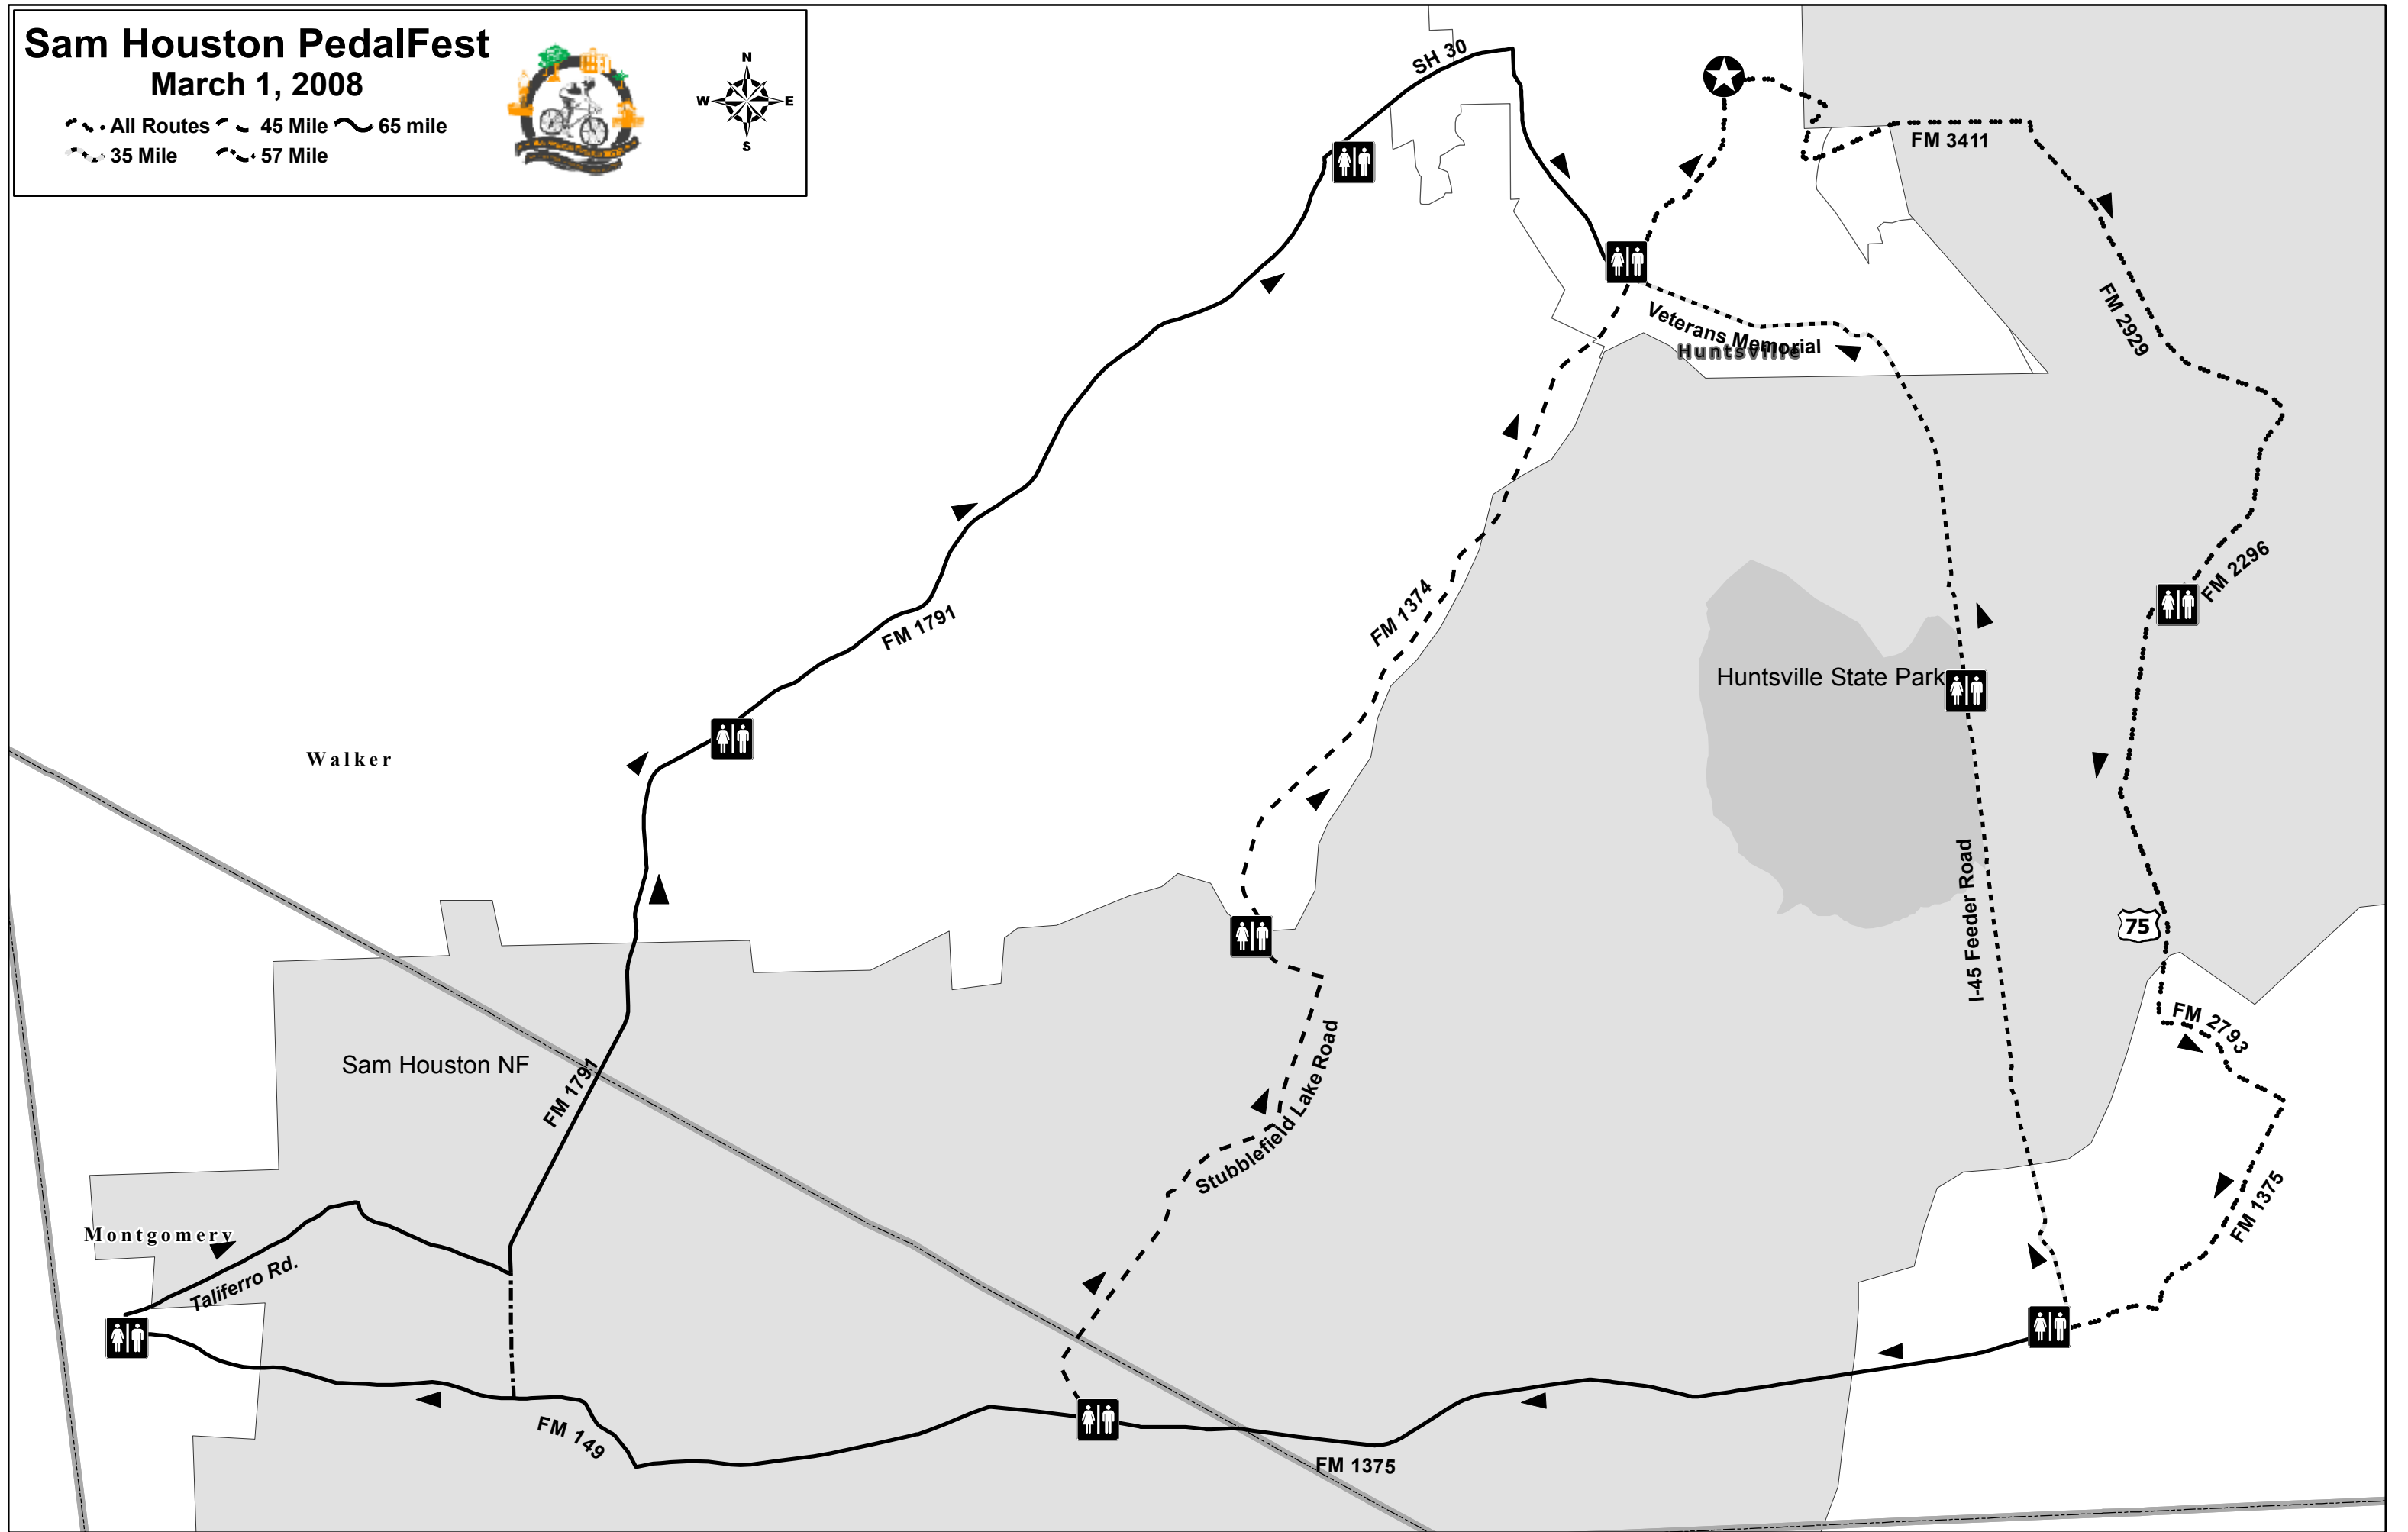 Sam Houston PedalFest
March 1, 2008
All Routes 45 Mile 65 mile
35 Mile 57 Mile
N
W E
S
SH 30
FM 3411
FM 2929
Veterans Memorial
Huntsville
FM 2296
FM 1374
FM 1791
Huntsville State Park
Walker
I-45 Feeder Road
75
FM 2793
Stubblefield Lake Road
Sam Houston NF
FM 1791
FM 1375
Montgomery
Taliferro Rd.
FM 149
FM 1375